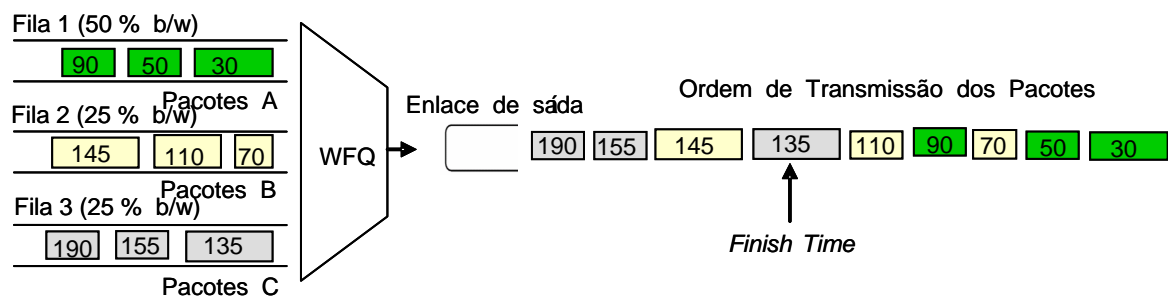 Fila 1 (50 % b/w)
90 50 30
Pacotes A
Fila 2 (25 % b/w)
145 110 70
Pacotes B
Fila 3 (25 % b/w)
190 155 135
Pacotes C
WFQ
Enlace de sáda
Ordem de Transmissão dos Pacotes
190 155 145 135 110 90 70 50 30
Finish Time